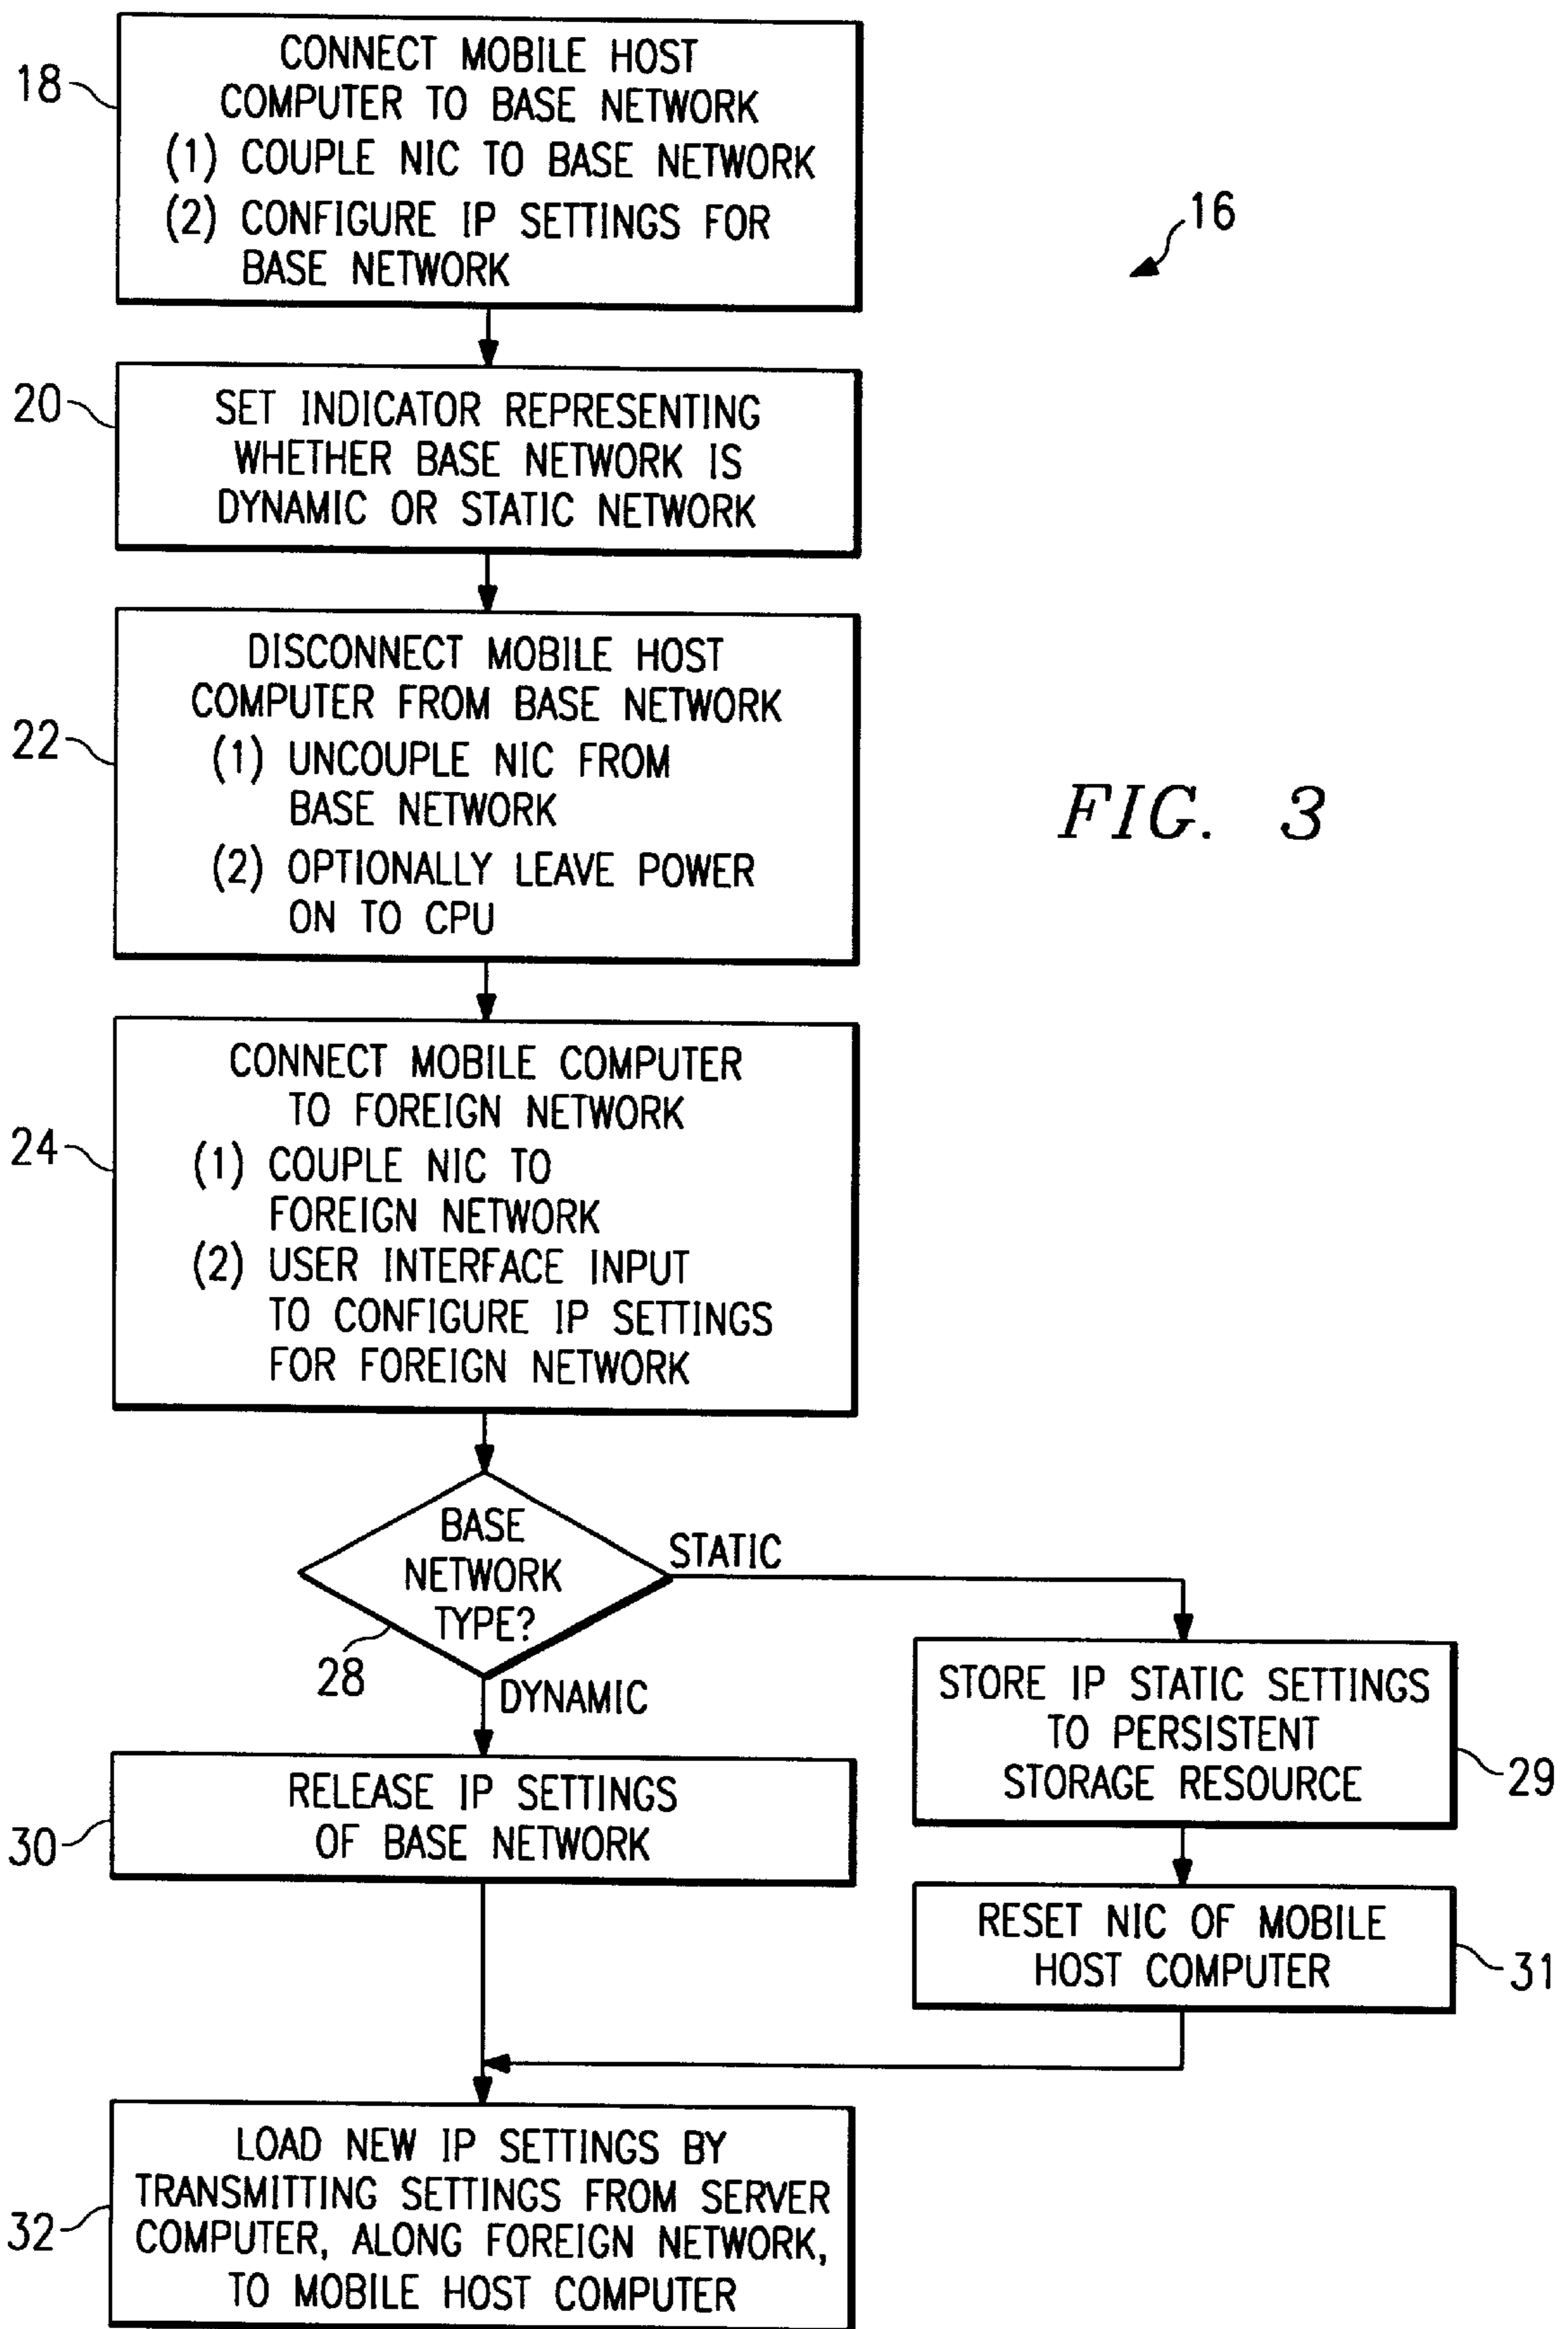 CONNECT MOBILE HOST
COMPUTER TO BASE NETWORK
(1) COUPLE NIC TO BASE NETWORK
(2) CONFIGURE IP SETTINGS FOR
BASE NETWORK
18
16
SET INDICATOR REPRESENTING
WHETHER BASE NETWORK IS
DYNAMIC OR STATIC NETWORK
20
DISCONNECT MOBILE HOST
COMPUTER FROM BASE NETWORK
(1) UNCOUPLE NIC FROM
BASE NETWORK
(2) OPTIONALLY LEAVE POWER
ON TO CPU
22
FIG. 3
CONNECT MOBILE COMPUTER
TO FOREIGN NETWORK
(1) COUPLE NIC TO
FOREIGN NETWORK
(2) USER INTERFACE INPUT
TO CONFIGURE IP SETTINGS
FOR FOREIGN NETWORK
24
BASE
NETWORK
TYPE?
28
STATIC
DYNAMIC
STORE IP STATIC SETTINGS
TO PERSISTENT
STORAGE RESOURCE
29
RELEASE IP SETTINGS
OF BASE NETWORK
30
RESET NIC OF MOBILE
HOST COMPUTER
31
LOAD NEW IP SETTINGS BY
TRANSMITTING SETTINGS FROM SERVER
COMPUTER, ALONG FOREIGN NETWORK,
TO MOBILE HOST COMPUTER
32